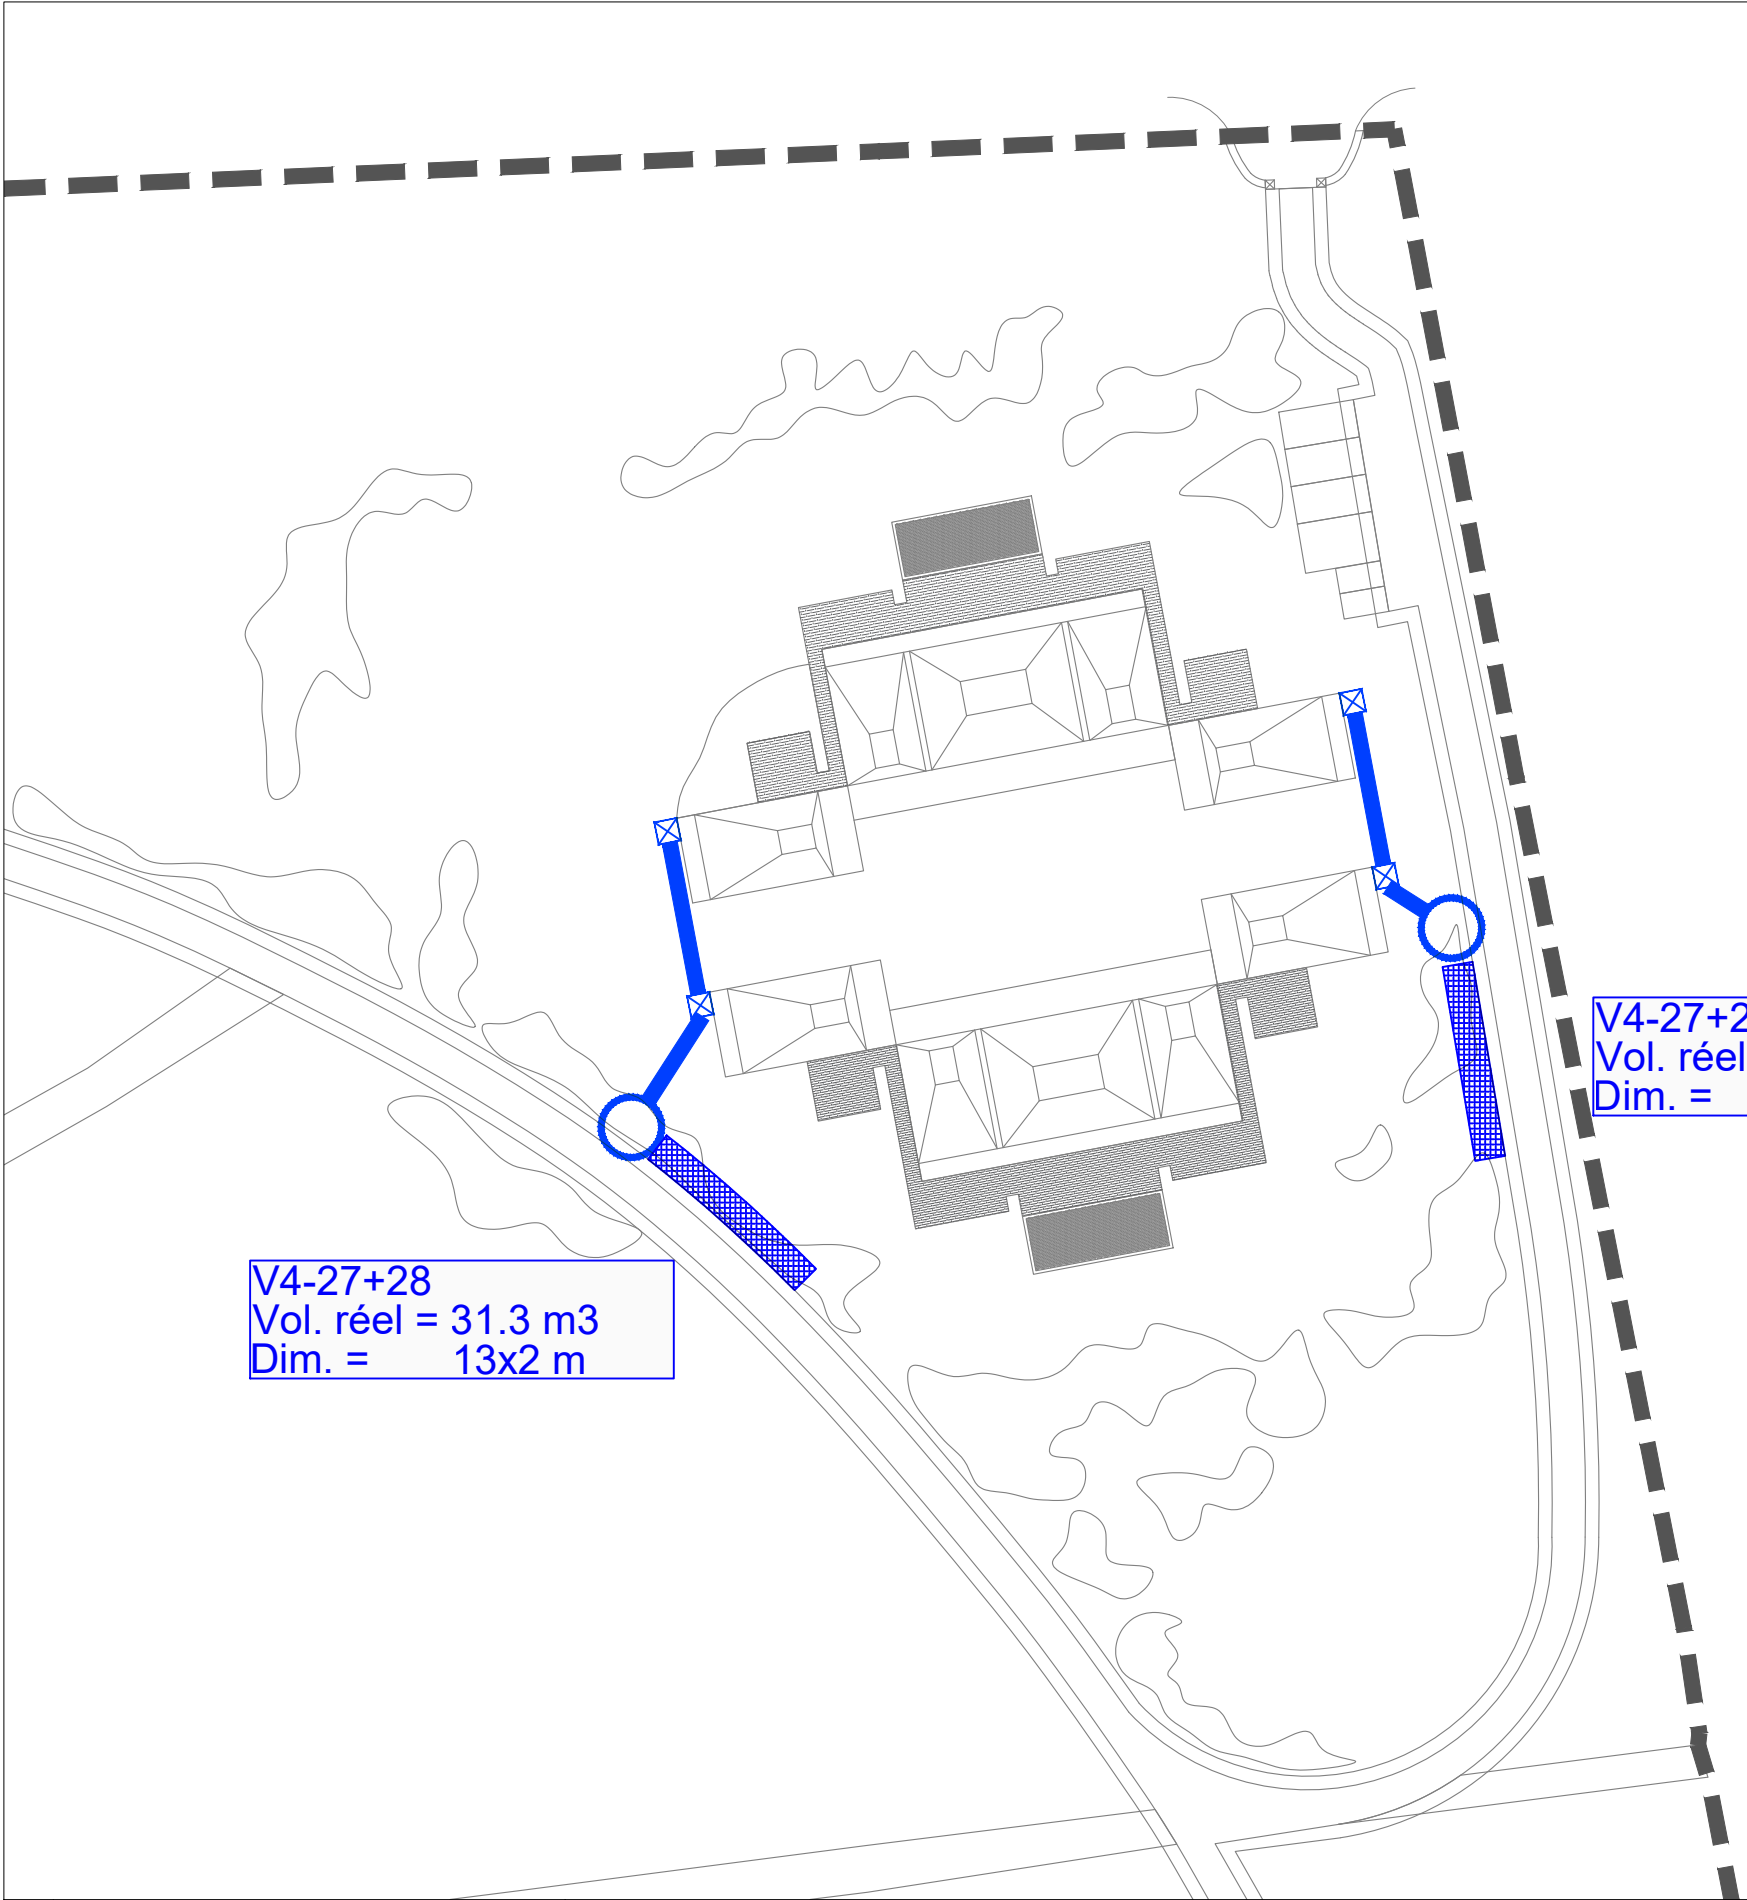 V4-27+28
Vol. réel = 31.3 m3
Dim. = 13x2 m
V4-27+2
Vol. réel
Dim. =